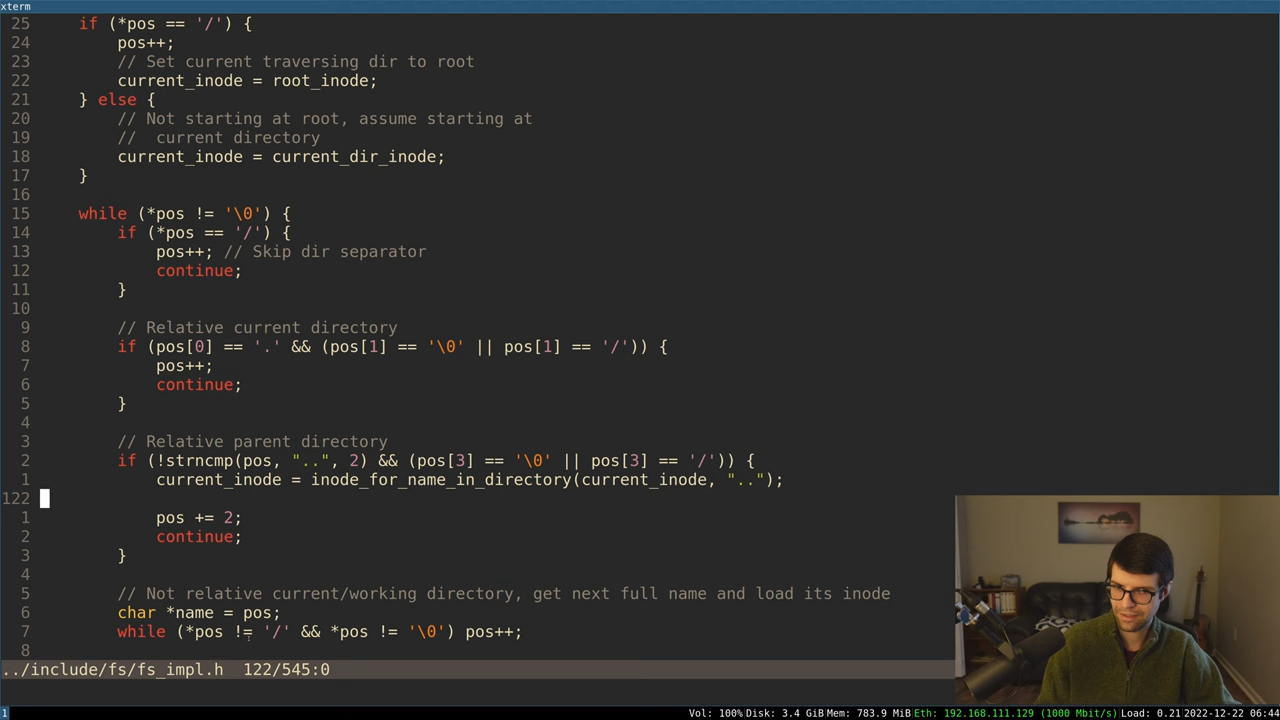 xterm
25     if (*pos == '/') {
24         pos++;
23         // Set current traversing dir to root
22         current_inode = root_inode;
21     } else {
20         // Not starting at root, assume starting at
19         //  current directory
18         current_inode = current_dir_inode;
17     }
16
15     while (*pos != '\0') {
14         if (*pos == '/') {
13             pos++; // Skip dir separator
12             continue;
11         }
10
9         // Relative current directory
8         if (pos[0] == '.' && (pos[1] == '\0' || pos[1] == '/')) {
7             pos++;
6             continue;
5         }
4
3         // Relative parent directory
2         if (!strncmp(pos, "..", 2) && (pos[3] == '\0' || pos[3] == '/')) {
1             current_inode = inode_for_name_in_directory(current_inode, "..");
122
1             pos += 2;
2             continue;
3         }
4
5         // Not relative current/working directory, get next full name and load its inode
6         char *name = pos;
7         while (*pos != '/' && *pos != '\0') pos++;
8
../include/fs/fs_impl.h  122/545:0
1 Vol: 100% Disk: 3.4 GiB Mem: 783.9 MiB Eth: 192.168.111.129 (1000 Mbit/s) Load: 0.21 2022-12-22 06:44